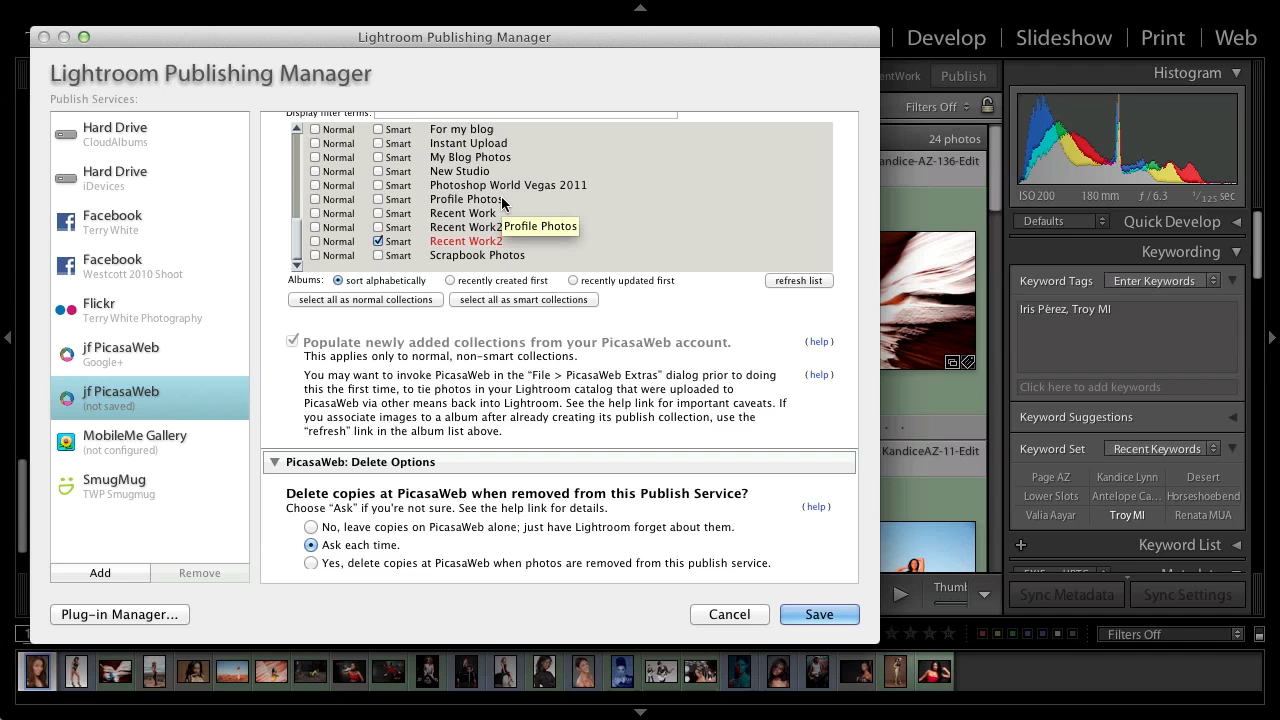 Lightroom Publishing Manager
Develop | Slideshow | Print | Web
Lightroom Publishing Manager
Publish Services:
Hard Drive
CloudAlbums
Hard Drive
iDevices
Facebook
Terry White
Facebook
Westcott 2010 Shoot
Flickr
Terry White Photography
jf PicasaWeb
Google+
jf PicasaWeb
(not saved)
MobileMe Gallery
(not configured)
SmugMug
TWP Smugmug
Add
Remove
Display filter terms:
Normal Smart For my blog
Normal Smart Instant Upload
Normal Smart My Blog Photos
Normal Smart New Studio
Normal Smart Photoshop World Vegas 2011
Normal Smart Profile Photos
Normal Smart Recent Work
Normal Smart Recent Work2
Profile Photos
Normal Smart Recent Work2
Normal Smart Scrapbook Photos
Albums: sort alphabetically recently created first recently updated first refresh list
select all as normal collections select all as smart collections
Populate newly added collections from your PicasaWeb account. (help)
This applies only to normal, non-smart collections.
You may want to invoke PicasaWeb in the “File > PicasaWeb Extras” dialog prior to doing (help)
this the first time, to tie photos in your Lightroom catalog that were uploaded to
PicasaWeb via other means back into Lightroom. See the help link for important caveats. If
you associate images to a album after already creating its publish collection, use the
“refresh” link in the album list above.
PicasaWeb: Delete Options
Delete copies at PicasaWeb when removed from this Publish Service?
Choose “Ask” if you're not sure. See the help link for details. (help)
No, leave copies on PicasaWeb alone; just have Lightroom forget about them.
Ask each time.
Yes, delete copies at PicasaWeb when photos are removed from this publish service.
Plug-in Manager...
Cancel
Save
entWork
Publish
Filters Off
24 photos
andice-AZ-136-Edit
KandiceAZ-11-Edit
Thumb
Histogram
ISO 200 180 mm ƒ / 6.3 1/125 sec
Defaults Quick Develop
Keywording
Keyword Tags Enter Keywords
Iris Pérez, Troy MI
Click here to add keywords
Keyword Suggestions
Keyword Set Recent Keywords
Page AZ Kandice Lynn Desert
Lower Slots Antelope Ca... Horseshoebend
Valia Aayar Troy MI Renata MUA
Keyword List
Sync Metadata
Sync Settings
Filters Off